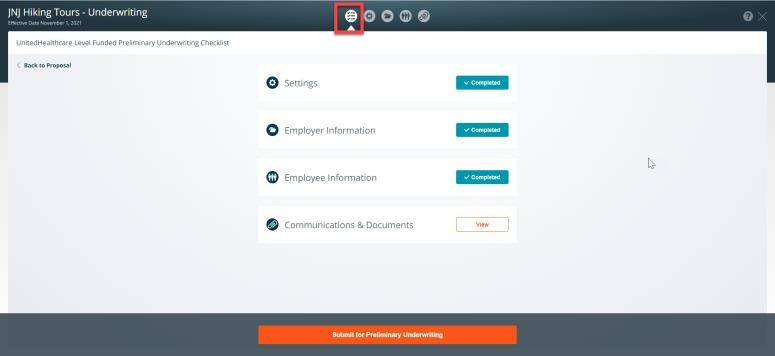 JNJ Hiking Tours - Underwriting
Effective Date November 1, 2021
UnitedHealthcare Level Funded Preliminary Underwriting Checklist
Back to Proposal
Settings
Completed
Employer Information
Completed
Employee Information
Completed
Communications & Documents
View
Submit for Preliminary Underwriting